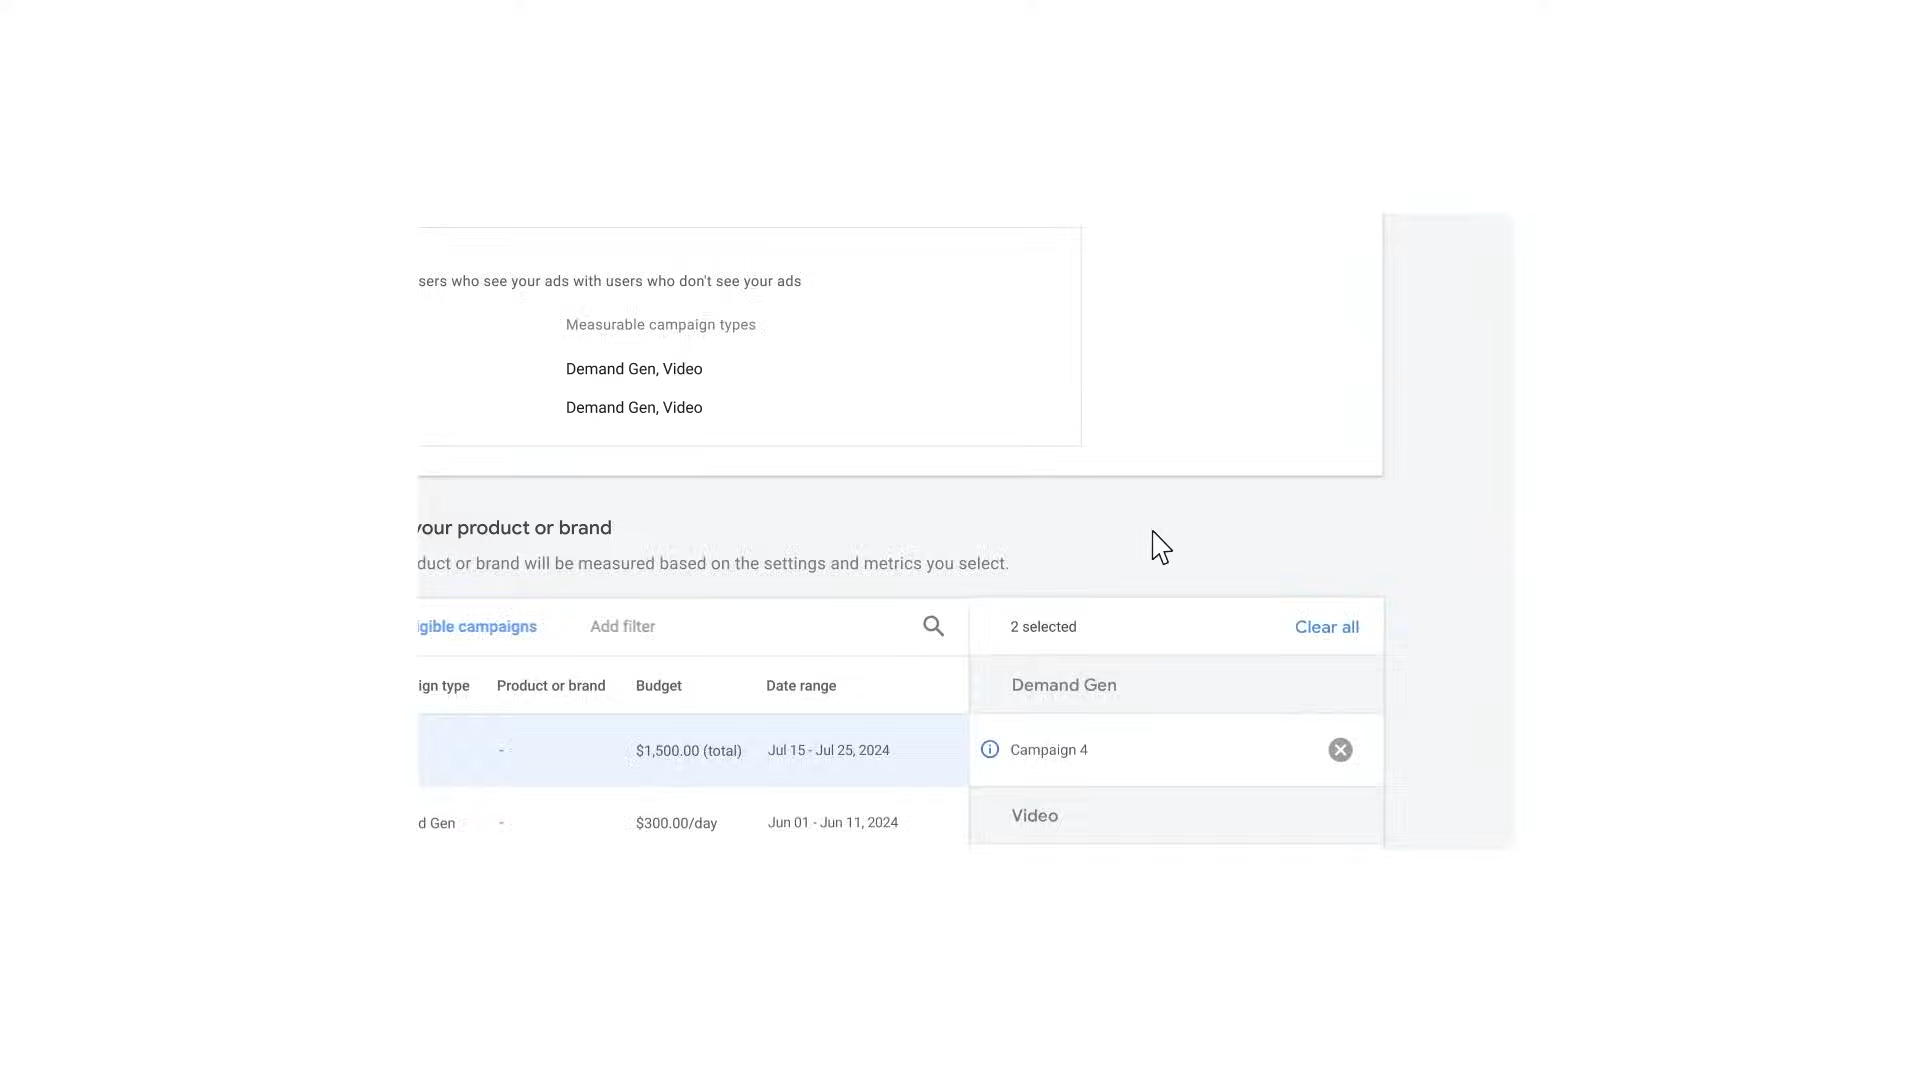 sers who see your ads with users who don't see your ads
Measurable campaign types
Demand Gen, Video
Demand Gen, Video
your product or brand
duct or brand will be measured based on the settings and metrics you select.
igible campaigns Add filter
2 selected Clear all
ign type Product or brand Budget Date range
Demand Gen
- $1,500.00 (total) Jul 15 - Jul 25, 2024
Campaign 4
Video
d Gen - $300.00/day Jun 01 - Jun 11, 2024